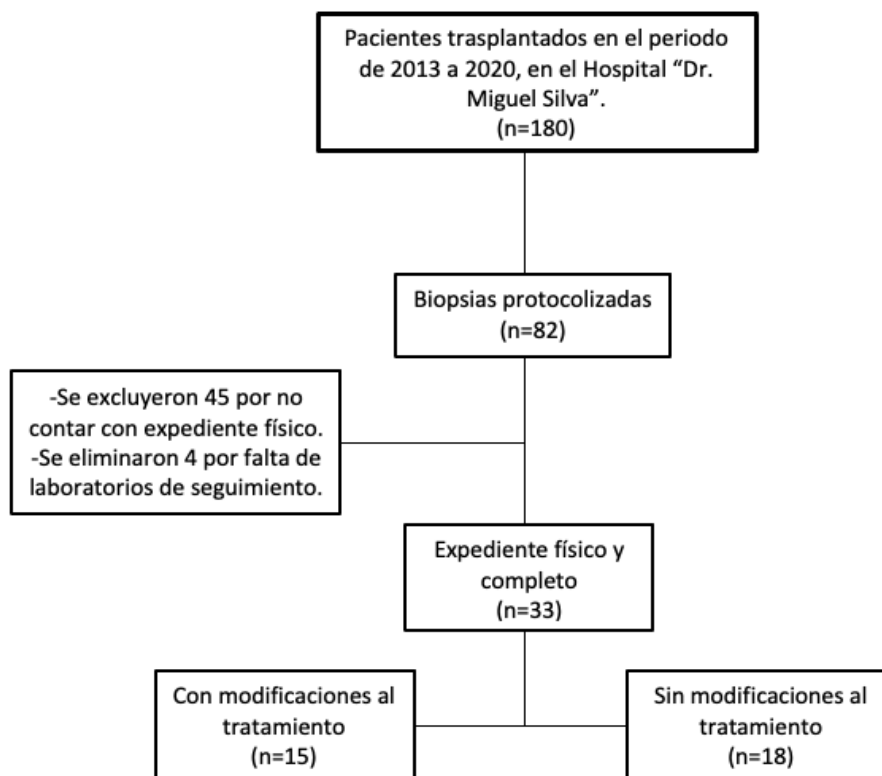 Pacientes trasplantados en el periodo
de 2013 a 2020, en el Hospital “Dr.
Miguel Silva”.
(n=180)
Biopsias protocolizadas
(n=82)
-Se excluyeron 45 por no
contar con expediente físico.
-Se eliminaron 4 por falta de
laboratorios de seguimiento.
Expediente físico y
completo
(n=33)
Con modificaciones al
tratamiento
(n=15)
Sin modificaciones al
tratamiento
(n=18)